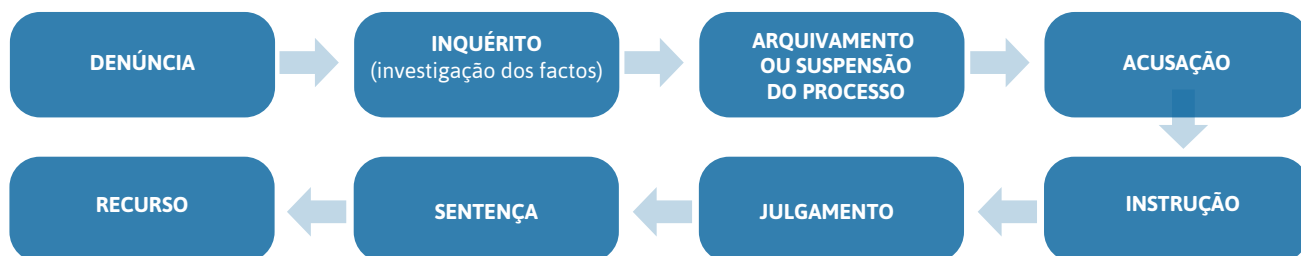 DENÚNCIA
INQUÉRITO
(investigação dos factos)
ARQUIVAMENTO
OU SUSPENSÃO
DO PROCESSO
ACUSAÇÃO
INSTRUÇÃO
JULGAMENTO
SENTENÇA
RECURSO